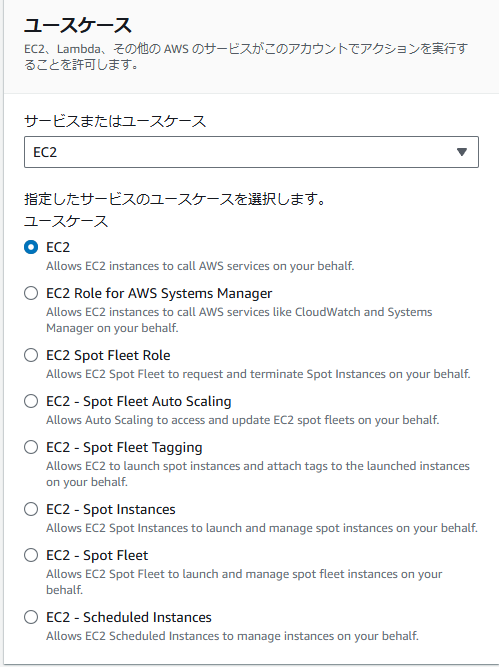 ユースケース
EC2、Lambda、その他の AWS のサービスがこのアカウントでアクションを実行す
ることを許可します。
サービスまたはユースケース
EC2
指定したサービスのユースケースを選択します。
ユースケース
EC2
Allows EC2 instances to call AWS services on your behalf.
EC2 Role for AWS Systems Manager
Allows EC2 instances to call AWS services like CloudWatch and Systems
Manager on your behalf.
EC2 Spot Fleet Role
Allows EC2 Spot Fleet to request and terminate Spot Instances on your behalf.
EC2 - Spot Fleet Auto Scaling
Allows Auto Scaling to access and update EC2 spot fleets on your behalf.
EC2 - Spot Fleet Tagging
Allows EC2 to launch spot instances and attach tags to the launched instances
on your behalf.
EC2 - Spot Instances
Allows EC2 Spot Instances to launch and manage spot instances on your behalf.
EC2 - Spot Fleet
Allows EC2 Spot Fleet to launch and manage spot fleet instances on your
behalf.
EC2 - Scheduled Instances
Allows EC2 Scheduled Instances to manage instances on your behalf.